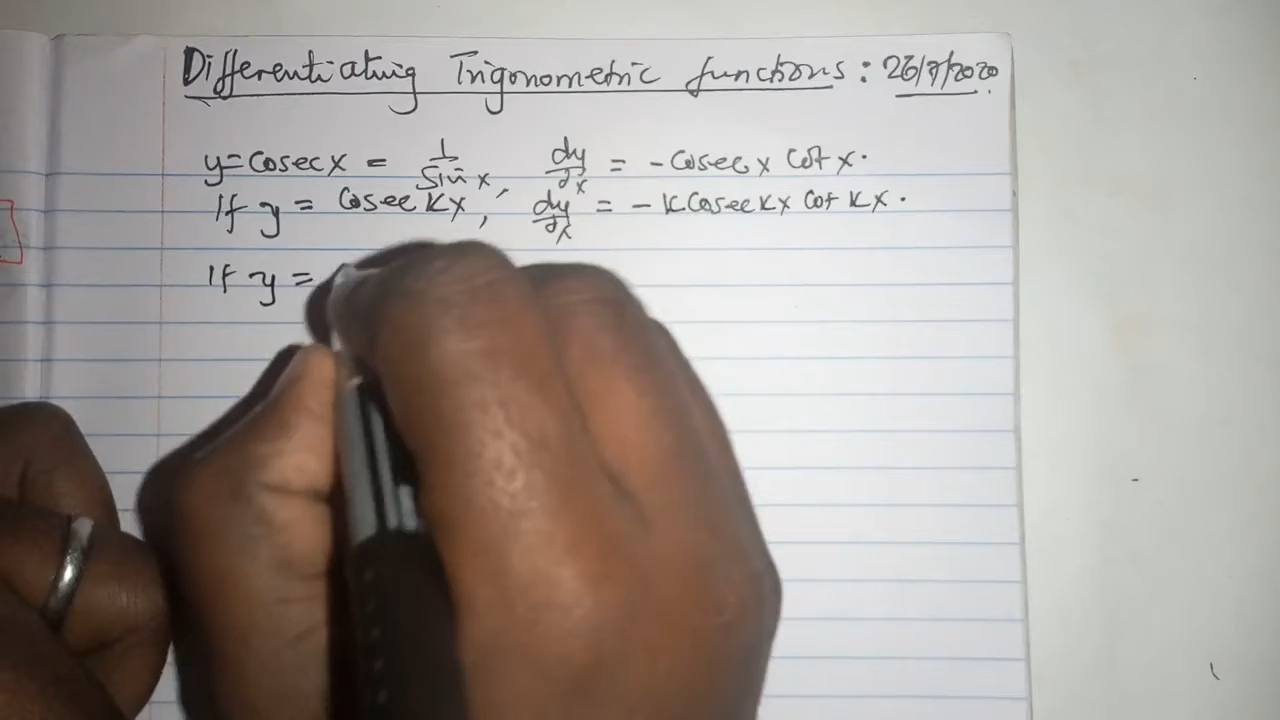 Differentiating Trigonometric functions : 26/7/2020
y=Cosec x = 1/Sin x, dy/dx = -Cosec x Cot x.
If y = Cosec Kx, dy/dx = - K Cosec Kx Cot Kx.
If y =